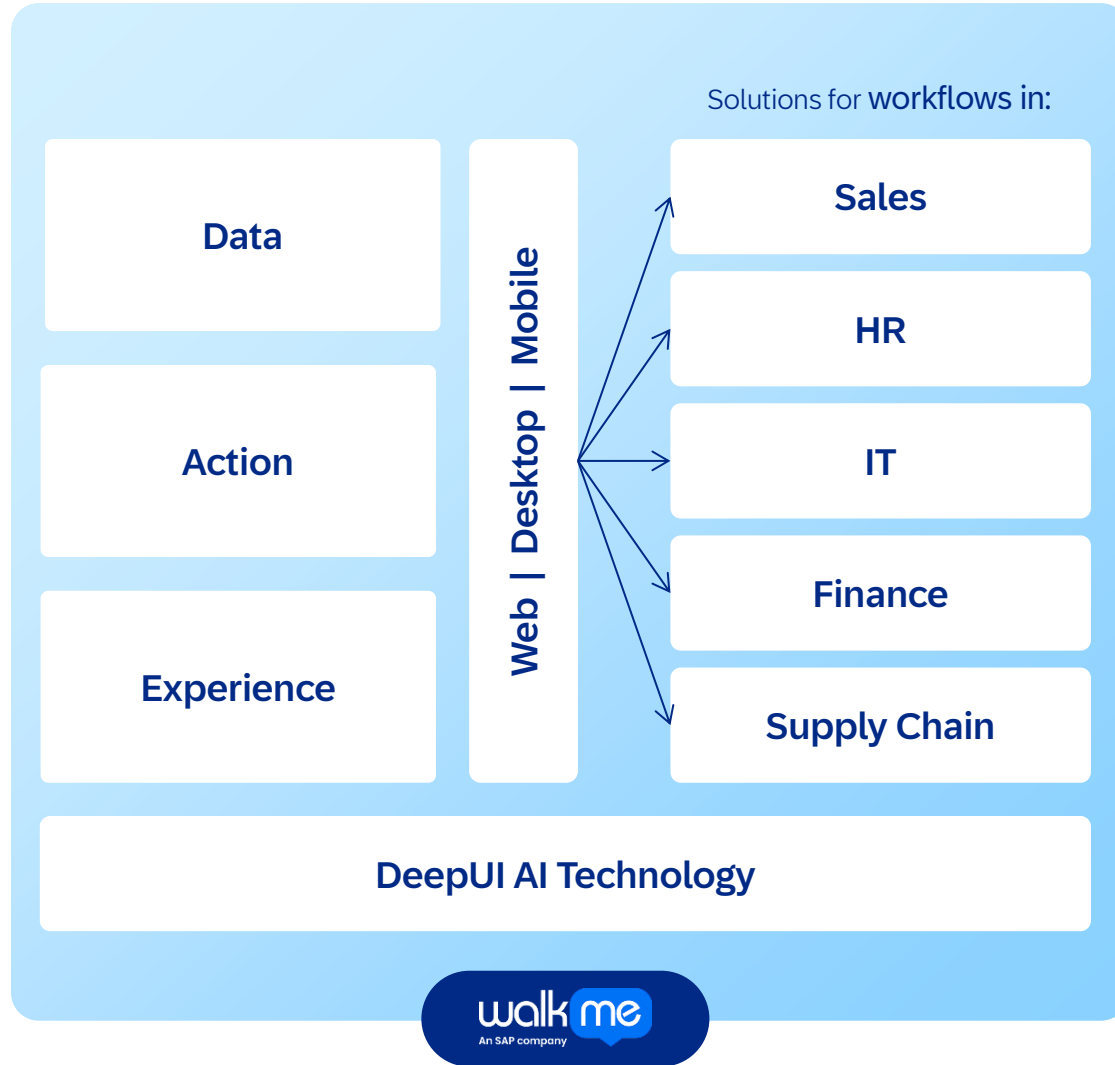 Solutions for workflows in:
Data
Action
Experience
Web | Desktop | Mobile
Sales
HR
IT
Finance
Supply Chain
DeepUI AI Technology
walkme
An SAP company